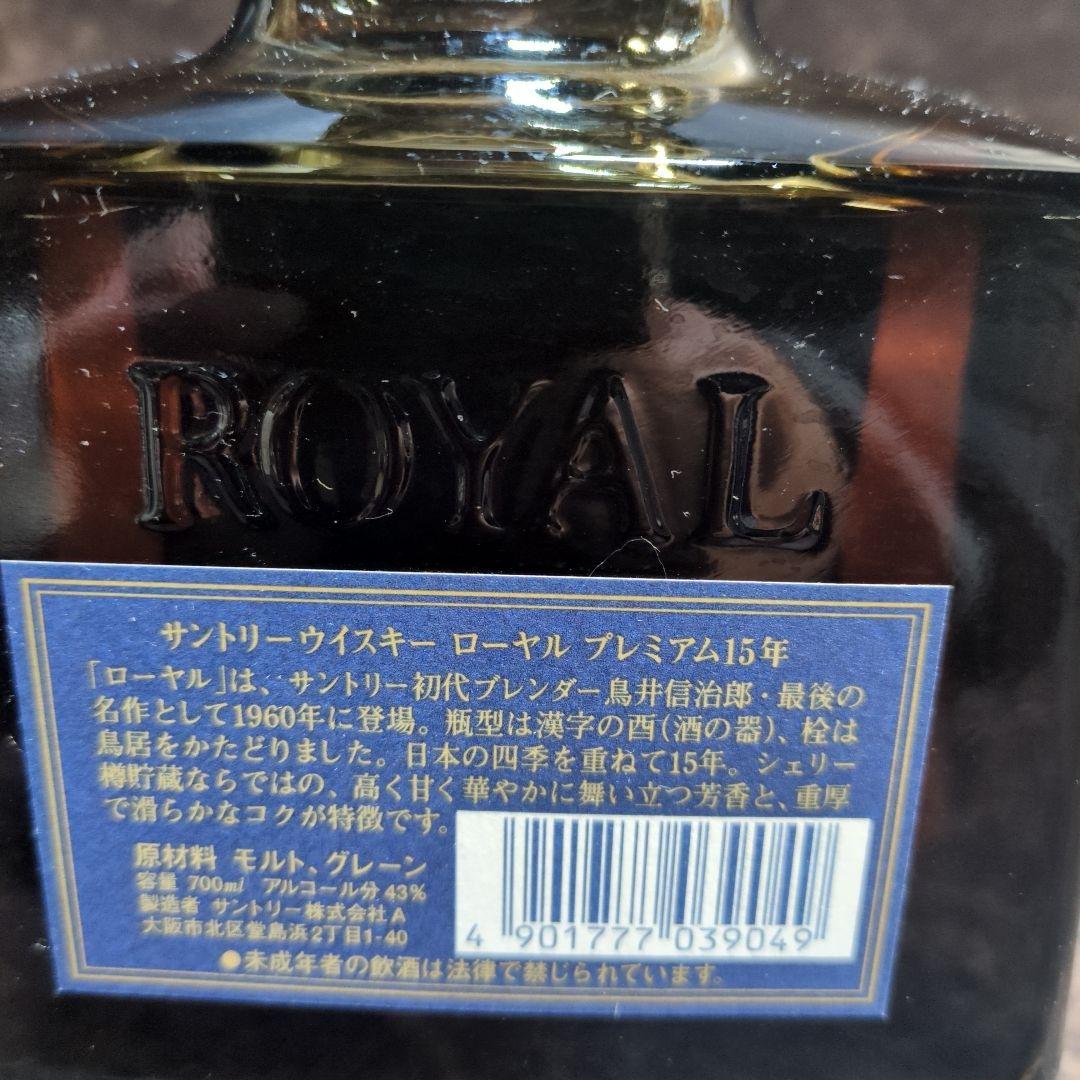 ROYAL
サントリーウイスキー ローヤル プレミアム15年
「ローヤル」は、サントリー初代ブレンダー鳥井信治郎・最後の
名作として1960年に登場。瓶型は漢字の酉(酒の器)、栓は
鳥居をかたどりました。日本の四季を重ねて15年。シェリー
樽貯蔵ならではの、高く甘く華やかに舞い立つ芳香と、重厚
で滑らかなコクが特徴です。
原材料 モルト、グレーン
容量 700ml アルコール分 43%
製造者 サントリー株式会社A
大阪市北区堂島浜2丁目1-40
4 901777 039049
●未成年者の飲酒は法律で禁じられています。